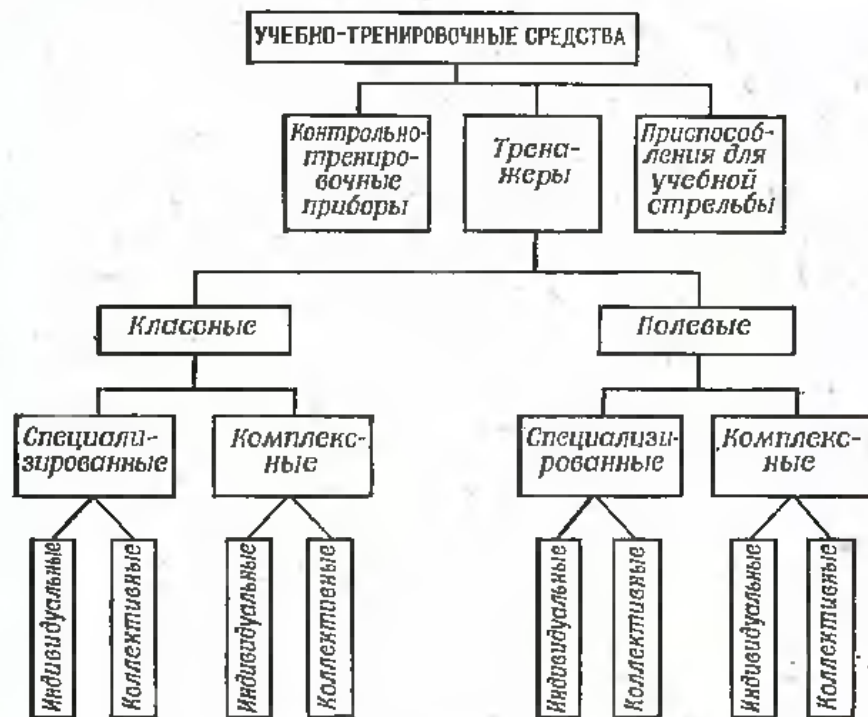 УЧЕБНО-ТРЕНИРОВОЧНЫЕ СРЕДСТВА
Контрольно-
трениро-
вочные
приборы
Трена-
жеры
Приспособ-
ления для
учебной
стрельбы
Классные
Полевые
Специали-
зированные
Комплекс-
ные
Специализи-
рованные
Комплекс-
ные
Индивидуальные
Коллективные
Индивидуальные
Коллективные
Индивидуальные
Коллективные
Индивидуальные
Коллективные